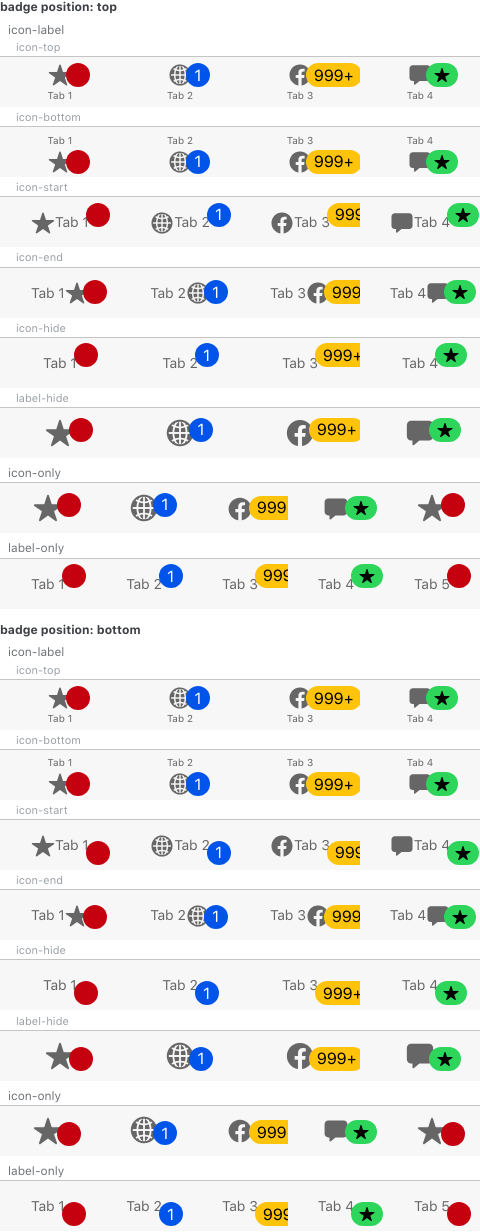 badge position: top
icon-label
icon-top
1 999+
Tab 1 Tab 2 Tab 3 Tab 4
icon-bottom
Tab 1 Tab 2 Tab 3 Tab 4
1 999+
icon-start
Tab 1 Tab 2 1 Tab 3 999 Tab 4
icon-end
Tab 1 Tab 2 1 Tab 3 999 Tab 4
icon-hide
Tab 1 Tab 2 1 Tab 3 999+ Tab 4
label-hide
1 999+
icon-only
1 999
label-only
Tab 1 Tab 2 1 Tab 3 999 Tab 4 Tab 5
badge position: bottom
icon-label
icon-top
1 999+
Tab 1 Tab 2 Tab 3 Tab 4
icon-bottom
Tab 1 Tab 2 Tab 3 Tab 4
1 999+
icon-start
Tab 1 Tab 2 1 Tab 3 999 Tab 4
icon-end
Tab 1 Tab 2 1 Tab 3 999 Tab 4
icon-hide
Tab 1 Tab 2 1 Tab 3 999+ Tab 4
label-hide
1 999+
icon-only
1 999
label-only
Tab 1 Tab 2 1 Tab 3 999 Tab 4 Tab 5